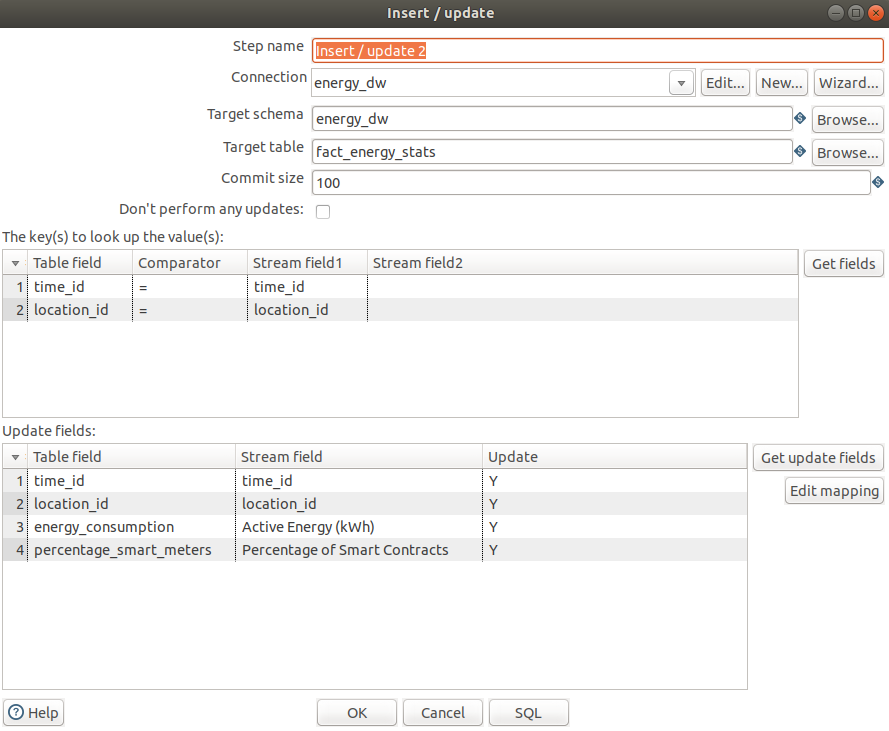 Insert / update
Step name Insert / update 2
Connection energy_dw Edit... New... Wizard...
Target schema energy_dw Browse...
Target table fact_energy_stats Browse...
Commit size 100
Don't perform any updates:
The key(s) to look up the value(s):
Table field Comparator Stream field1 Stream field2 Get fields
1 time_id = time_id
2 location_id = location_id
Update fields:
Table field Stream field Update Get update fields
1 time_id time_id Y
2 location_id location_id Y Edit mapping
3 energy_consumption Active Energy (kWh) Y
4 percentage_smart_meters Percentage of Smart Contracts Y
Help OK Cancel SQL